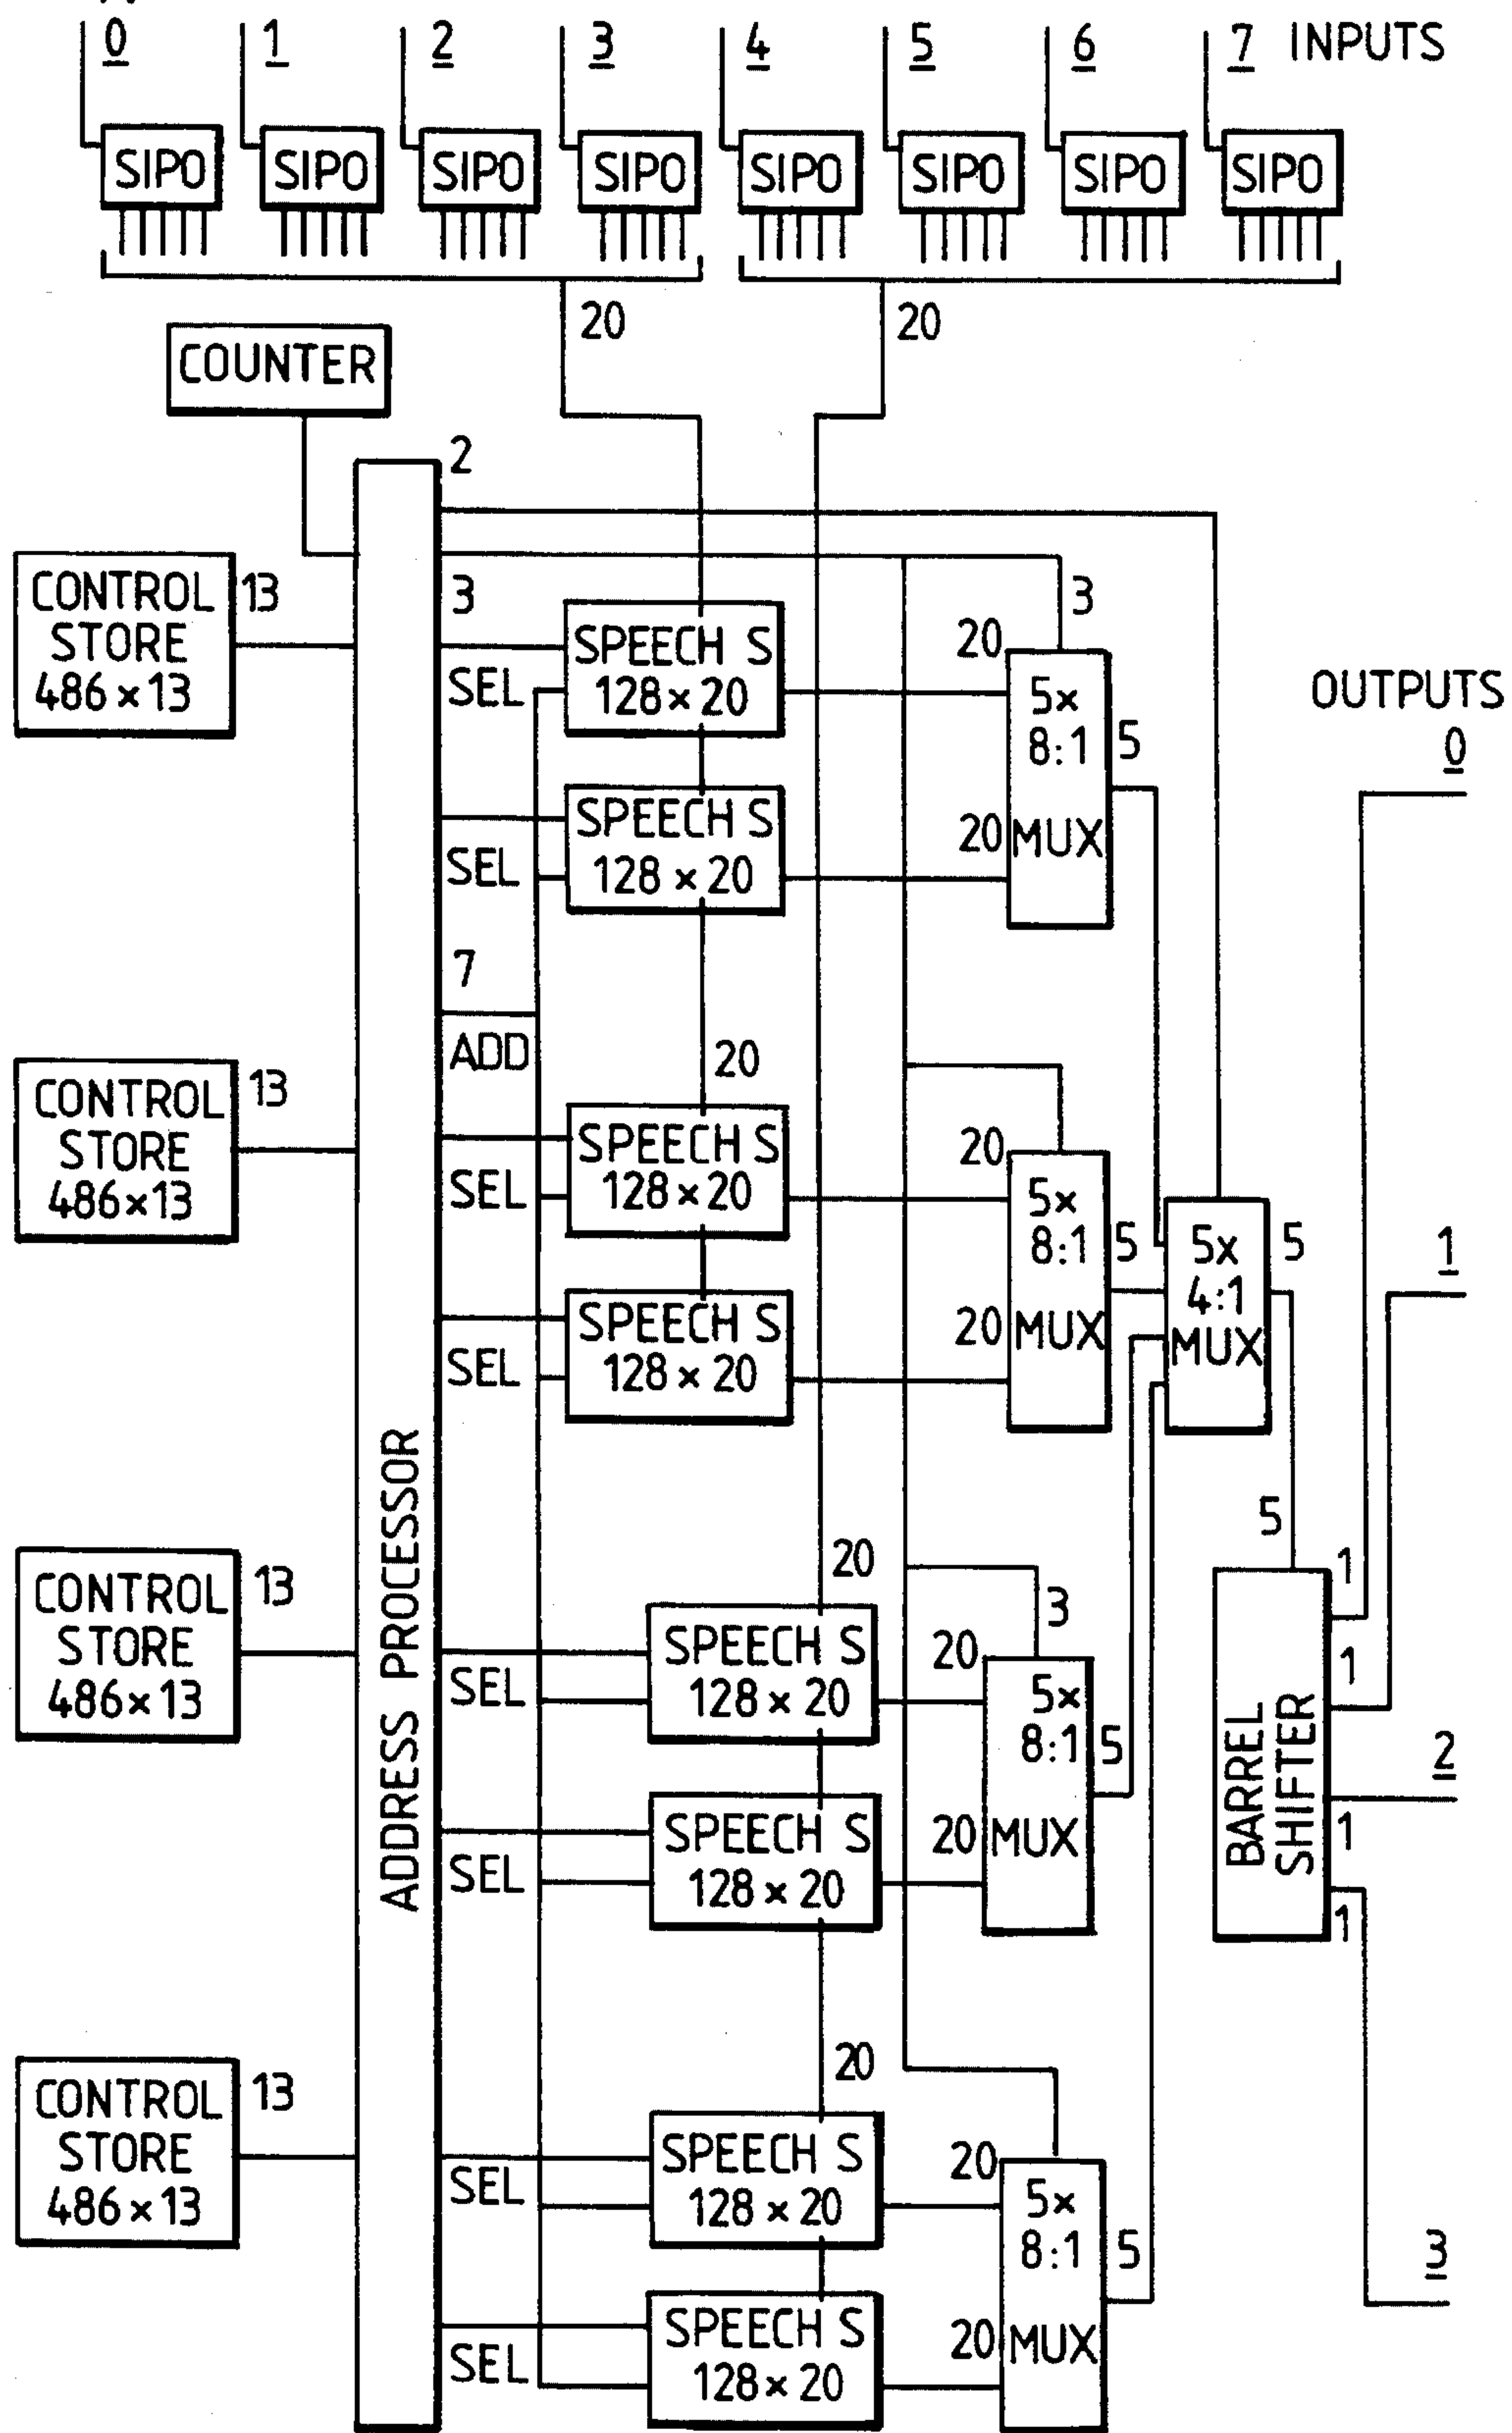 0 1 2 3 4 5 6 7 INPUTS
SIPO SIPO SIPO SIPO SIPO SIPO SIPO SIPO
20 20
COUNTER
2
CONTROL
STORE
486 × 13
13
3
SEL
SPEECH S
128 × 20
20
3
5×
8:1
MUX
5
OUTPUTS
0
SPEECH S
128 × 20
SEL
20
7
ADD
20
CONTROL
STORE
486×13
13
SEL
SPEECH S
128 × 20
20
5×
8:1
MUX
5
5×
4:1
MUX
5
1
SEL
SPEECH S
128 × 20
20
5
ADDRESS PROCESSOR
20
CONTROL
STORE
486×13
13
SEL
SPEECH S
128 × 20
20
3
5×
8:1
MUX
5
BARREL
SHIFTER
1
1
1
1
2
SEL
SPEECH S
128 × 20
20
20
CONTROL
STORE
486×13
13
SEL
SPEECH S
128 × 20
20
5×
8:1
MUX
5
3
SEL
SPEECH S
128 × 20
20